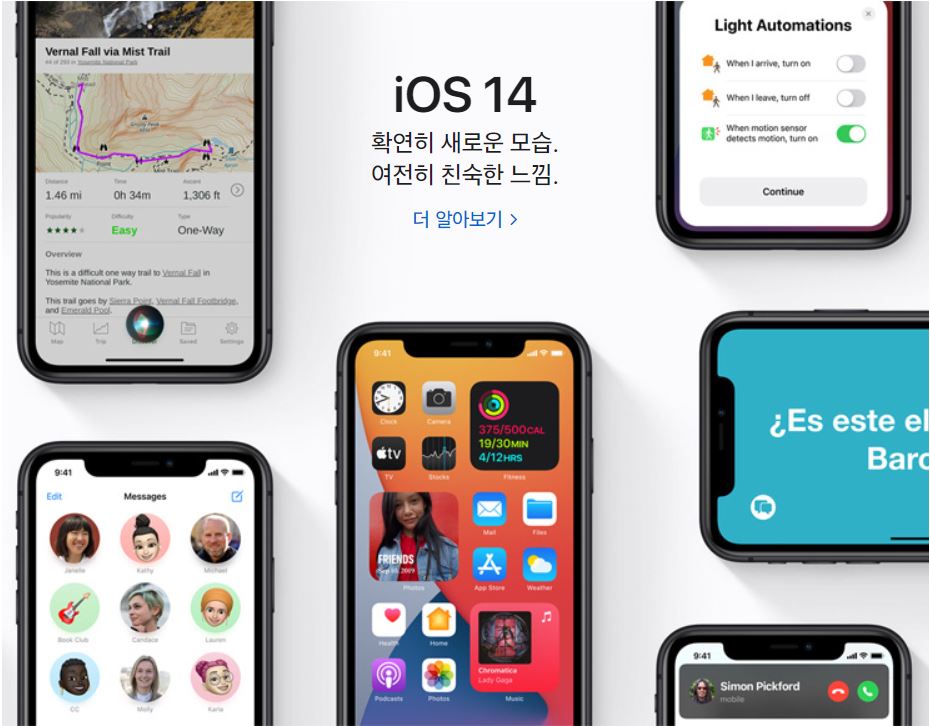 Vernal Fall via Mist Trail
#4 of 293 in Yosemite National Park
Distance
Time
Ascent
1.46 mi
0h 34m
1,306 ft
Popularity
Difficulty
Type
★★★★★
Easy
One-Way
Overview
This is a difficult one way trail to Vernal Fall in
Yosemite National Park.
This trail goes by Sierra Point, Vernal Fall Footbridge,
and Emerald Pool.
Map
Trip
Saved
Settings
iOS 14
확연히 새로운 모습.
여전히 친숙한 느낌.
더 알아보기 >
Light Automations
When I arrive, turn on
When I leave, turn off
When motion sensor
detects motion, turn on
Continue
9:41
Edit
Messages
Janelle
Kathy
Michael
Book Club
Candace
Lauren
CC
Molly
Karla
9:41
Clock
Camera
375/500CAL
19/30MIN
4/12HRS
tv
TV
Stocks
Fitness
FRIENDS
Sep 10, 2019
Photos
Mail
Files
App Store
Weather
Health
Home
Chromatica
Lady Gaga
Podcasts
Photos
Music
¿Es este el
Barc
9:41
Simon Pickford
mobile